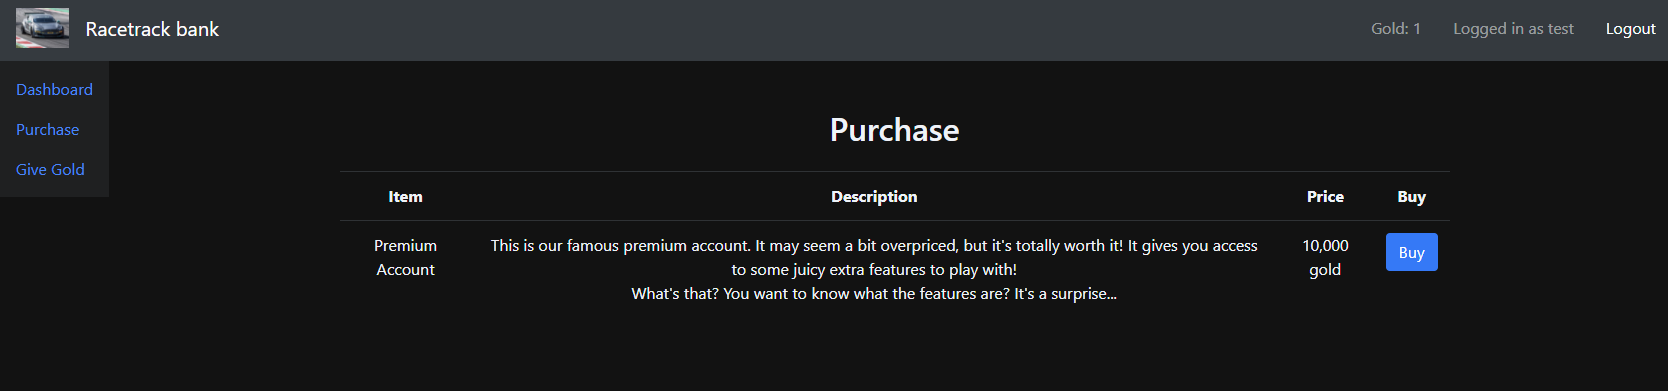 Racetrack bank
Gold: 1
Logged in as test
Logout
Dashboard
Purchase
Give Gold
Purchase
Item Description Price Buy
Premium Account
This is our famous premium account. It may seem a bit overpriced, but it's totally worth it! It gives you access
to some juicy extra features to play with!
What's that? You want to know what the features are? It's a surprise...
10,000
gold
Buy